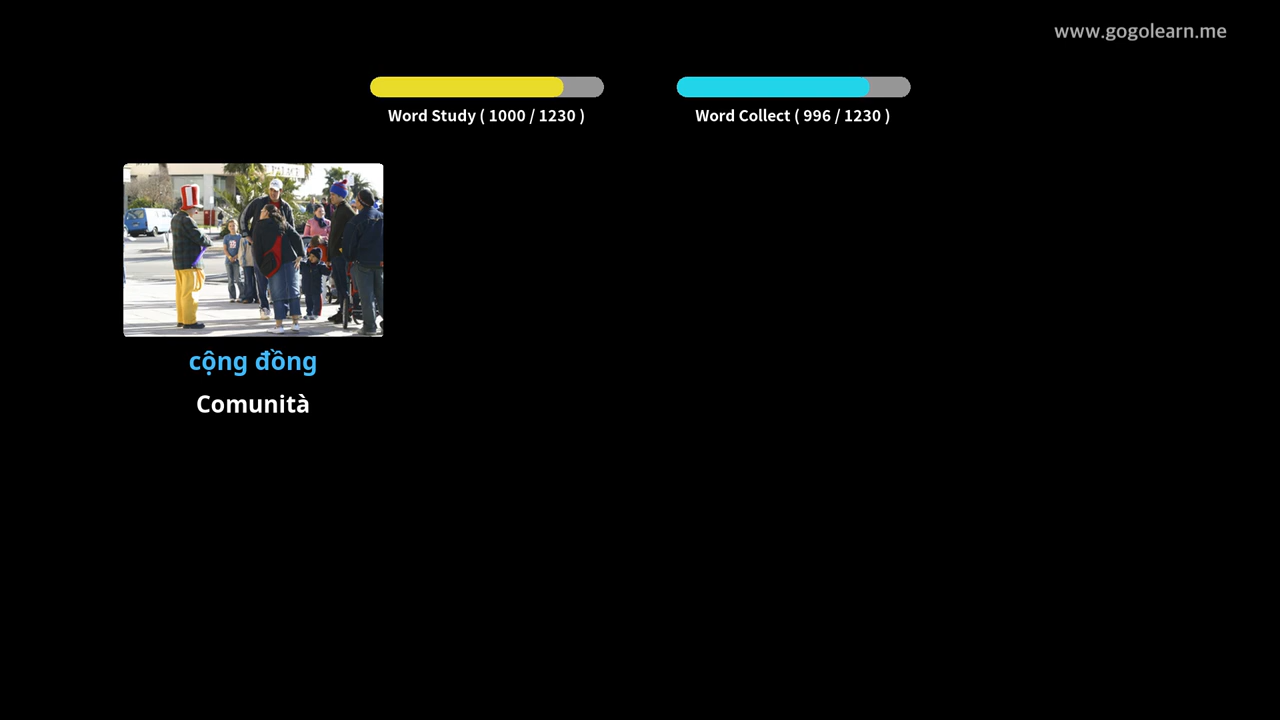 www.gogolearn.me
Word Study ( 1000 / 1230 )
Word Collect ( 996 / 1230 )
cộng đồng
Comunità